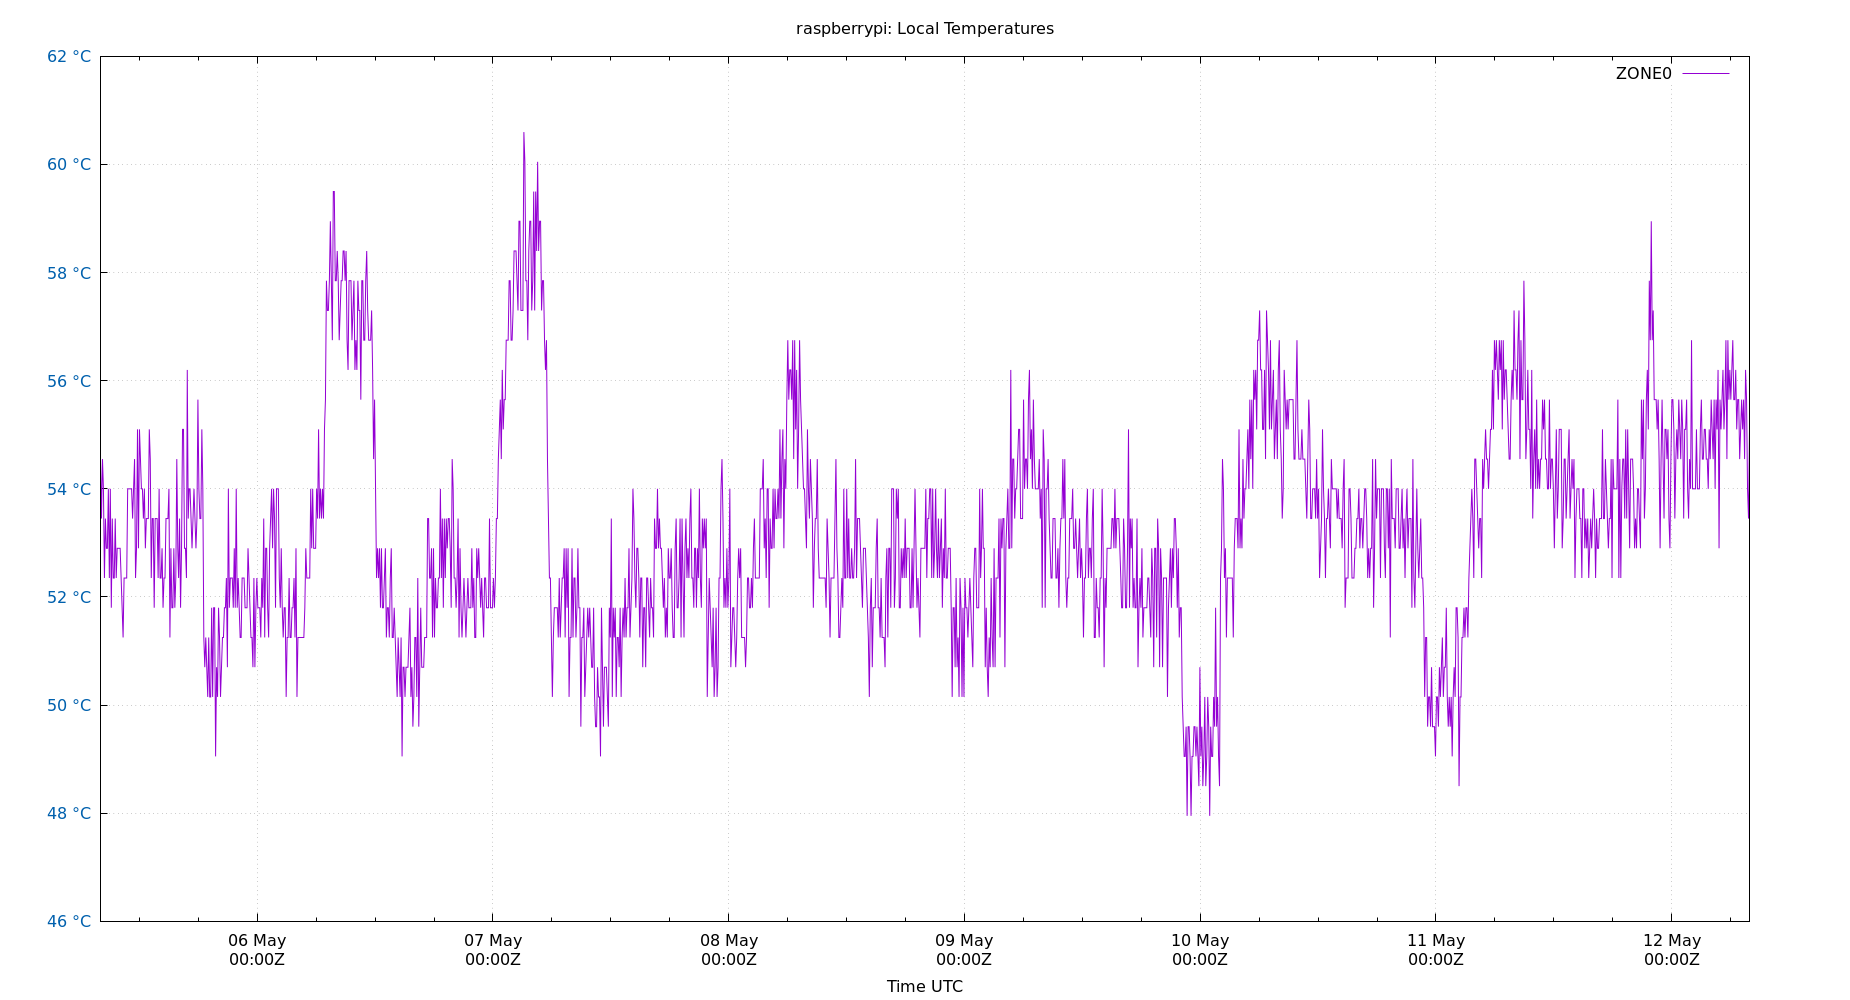 raspberrypi: Local Temperatures
ZONE0
62 °C
60 °C
58 °C
56 °C
54 °C
52 °C
50 °C
48 °C
46 °C
06 May
00:00Z
07 May
00:00Z
08 May
00:00Z
09 May
00:00Z
10 May
00:00Z
11 May
00:00Z
12 May
00:00Z
Time UTC